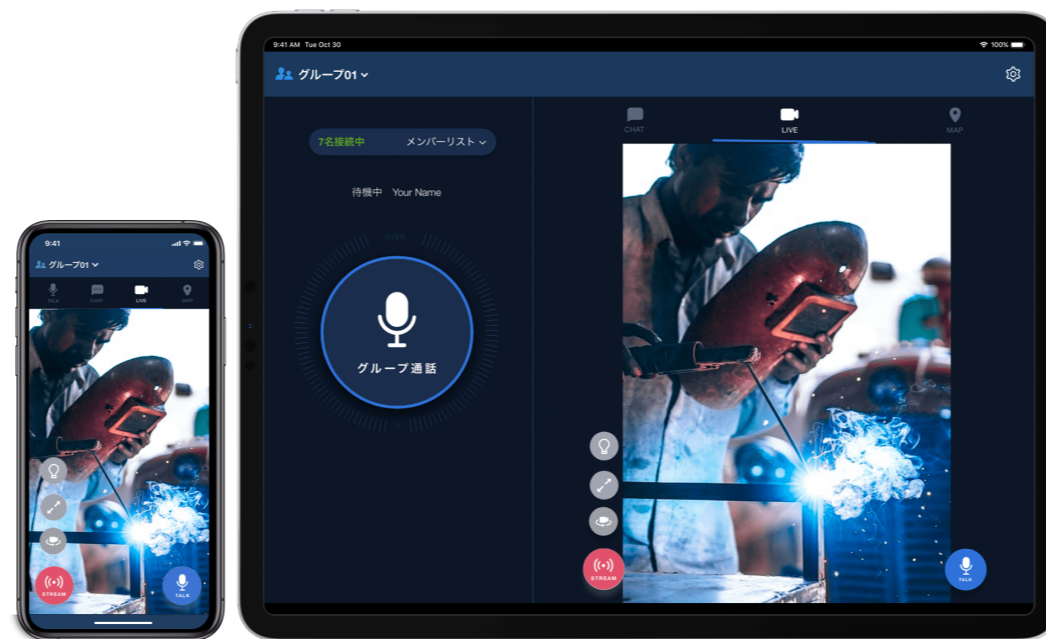 9:41
グループ01
TALK
CHAT
LIVE
MAP
STREAM
TALK
9:41 AM Tue Oct 30
100%
グループ01
7名接続中 メンバーリスト
待機中 Your Name
OVER
グループ通話
CHAT
LIVE
MAP
STREAM
TALK